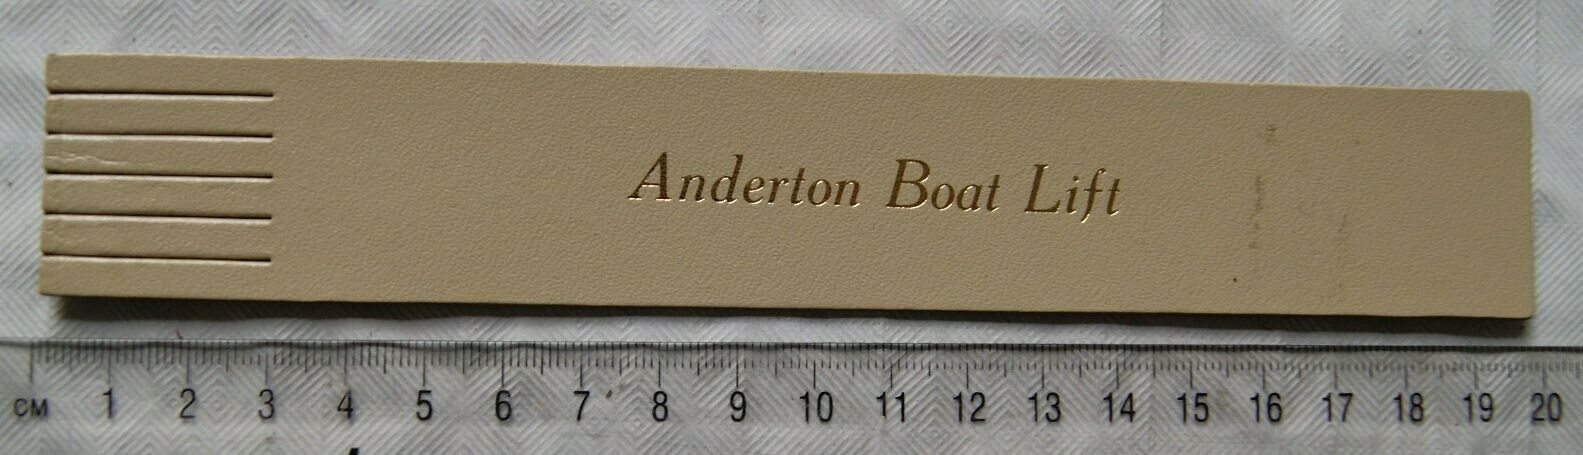 Anderton Boat Lift
CM 1 2 3 4 5 6 7 8 9 10 11 12 13 14 15 16 17 18 19 20